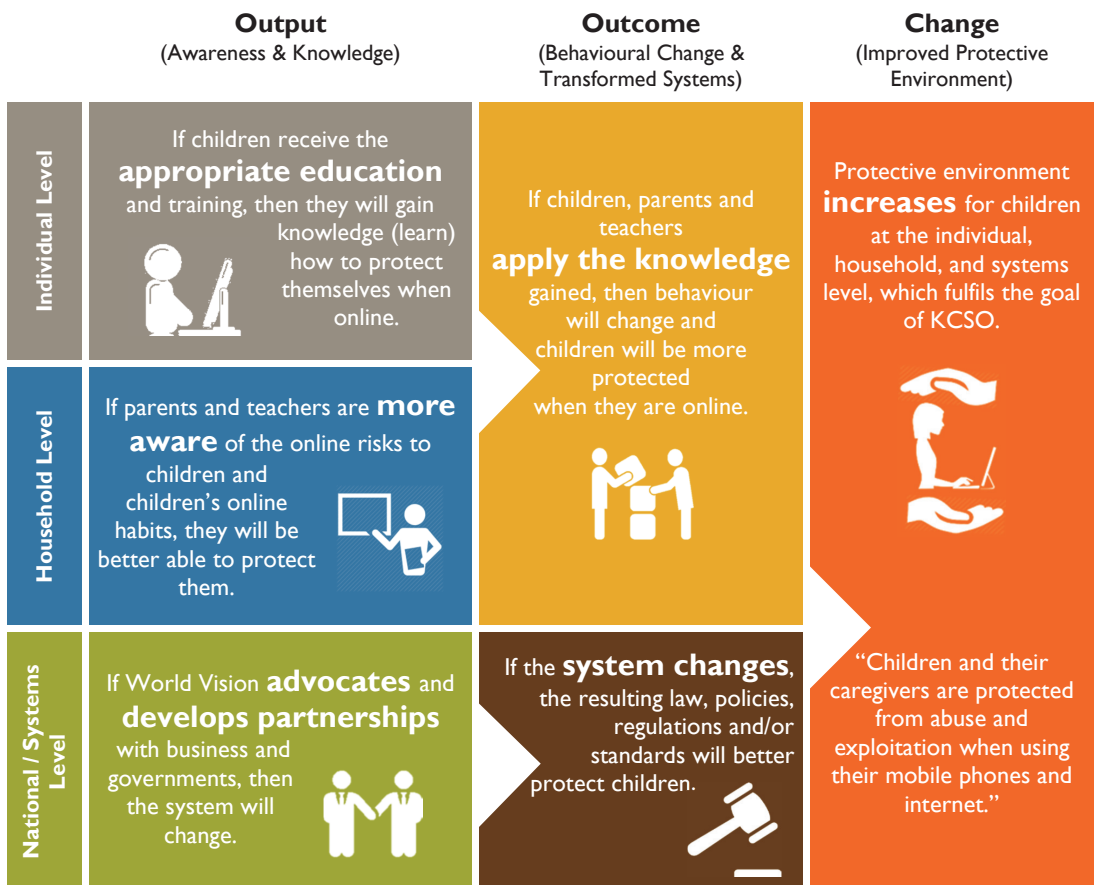 Output
(Awareness & Knowledge)
Outcome
(Behavioural Change &
Transformed Systems)
Change
(Improved Protective
Environment)
Individual Level
If children receive the
appropriate education
and training, then they will gain
knowledge (learn)
how to protect
themselves when
online.
Household Level
If parents and teachers are more
aware of the online risks to
children and
children’s online
habits, they will be
better able to protect
them.
If children, parents and
teachers
apply the knowledge
gained, then behaviour
will change and
children will be more
protected
when they are online.
National / Systems
Level
If World Vision advocates and
develops partnerships
with business and
governments, then
the system will
change.
If the system changes,
the resulting law, policies,
regulations and/or
standards will better
protect children.
Protective environment
increases for children
at the individual,
household, and systems
level, which fulfils the goal
of KCSO.
“Children and their
caregivers are protected
from abuse and
exploitation when using
their mobile phones and
internet.”